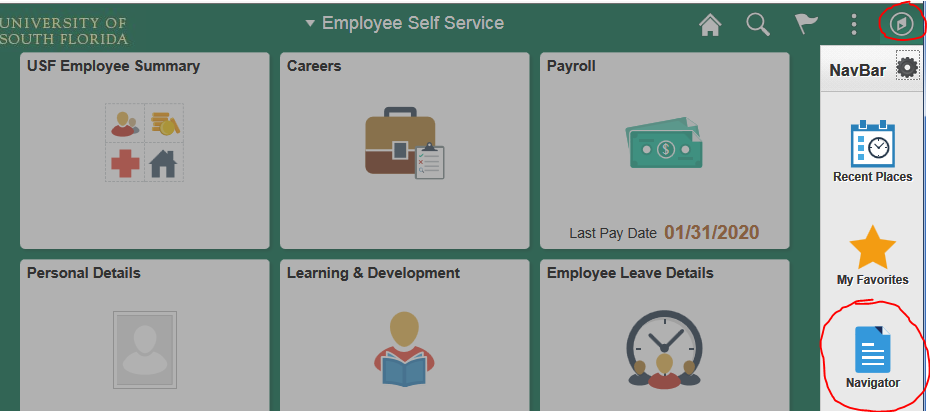 UNIVERSITY OF
SOUTH FLORIDA
Employee Self Service
NavBar
USF Employee Summary
Careers
Payroll
Last Pay Date 01/31/2020
Recent Places
My Favorites
Personal Details
Learning & Development
Employee Leave Details
Navigator